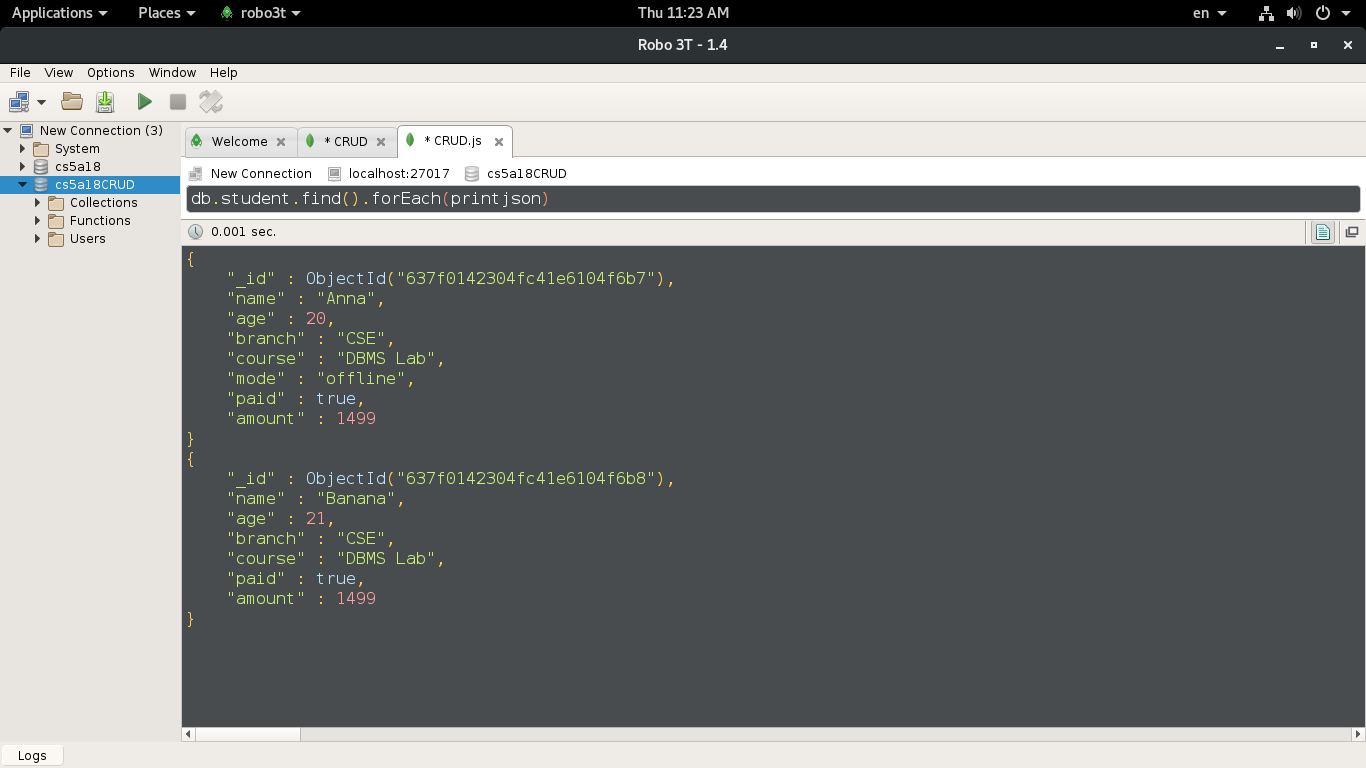 Applications Places robo3t Thu 11:23 AM en
Robo 3T - 1.4
File View Options Window Help
New Connection (3)
System
cs5a18
cs5a18CRUD
Collections
Functions
Users
Welcome * CRUD * CRUD.js
New Connection localhost:27017 cs5a18CRUD
db.student.find().forEach(printjson)
0.001 sec.
{
    "_id" : ObjectId("637f0142304fc41e6104f6b7"),
    "name" : "Anna",
    "age" : 20,
    "branch" : "CSE",
    "course" : "DBMS Lab",
    "mode" : "offline",
    "paid" : true,
    "amount" : 1499
}
{
    "_id" : ObjectId("637f0142304fc41e6104f6b8"),
    "name" : "Banana",
    "age" : 21,
    "branch" : "CSE",
    "course" : "DBMS Lab",
    "paid" : true,
    "amount" : 1499
}
Logs